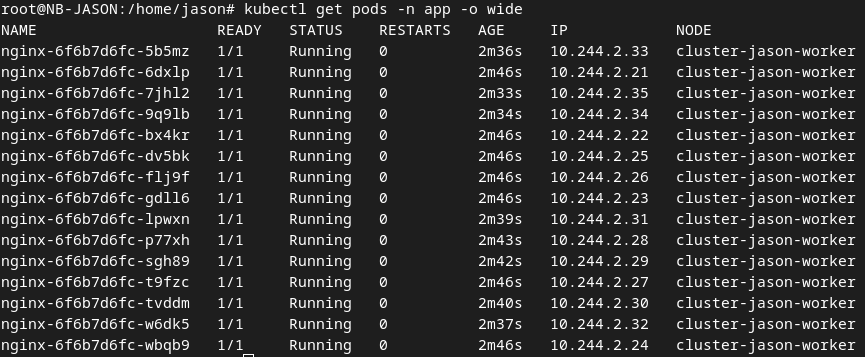 root@NB-JASON:/home/jason# kubectl get pods -n app -o wide
NAME READY STATUS RESTARTS AGE IP NODE
nginx-6f6b7d6fc-5b5mz 1/1 Running 0 2m36s 10.244.2.33 cluster-jason-worker
nginx-6f6b7d6fc-6dxlp 1/1 Running 0 2m46s 10.244.2.21 cluster-jason-worker
nginx-6f6b7d6fc-7jhl2 1/1 Running 0 2m33s 10.244.2.35 cluster-jason-worker
nginx-6f6b7d6fc-9q9lb 1/1 Running 0 2m34s 10.244.2.34 cluster-jason-worker
nginx-6f6b7d6fc-bx4kr 1/1 Running 0 2m46s 10.244.2.22 cluster-jason-worker
nginx-6f6b7d6fc-dv5bk 1/1 Running 0 2m46s 10.244.2.25 cluster-jason-worker
nginx-6f6b7d6fc-flj9f 1/1 Running 0 2m46s 10.244.2.26 cluster-jason-worker
nginx-6f6b7d6fc-gdll6 1/1 Running 0 2m46s 10.244.2.23 cluster-jason-worker
nginx-6f6b7d6fc-lpwxn 1/1 Running 0 2m39s 10.244.2.31 cluster-jason-worker
nginx-6f6b7d6fc-p77xh 1/1 Running 0 2m43s 10.244.2.28 cluster-jason-worker
nginx-6f6b7d6fc-sgh89 1/1 Running 0 2m42s 10.244.2.29 cluster-jason-worker
nginx-6f6b7d6fc-t9fzc 1/1 Running 0 2m46s 10.244.2.27 cluster-jason-worker
nginx-6f6b7d6fc-tvddm 1/1 Running 0 2m40s 10.244.2.30 cluster-jason-worker
nginx-6f6b7d6fc-w6dk5 1/1 Running 0 2m37s 10.244.2.32 cluster-jason-worker
nginx-6f6b7d6fc-wbqb9 1/1 Running 0 2m46s 10.244.2.24 cluster-jason-worker